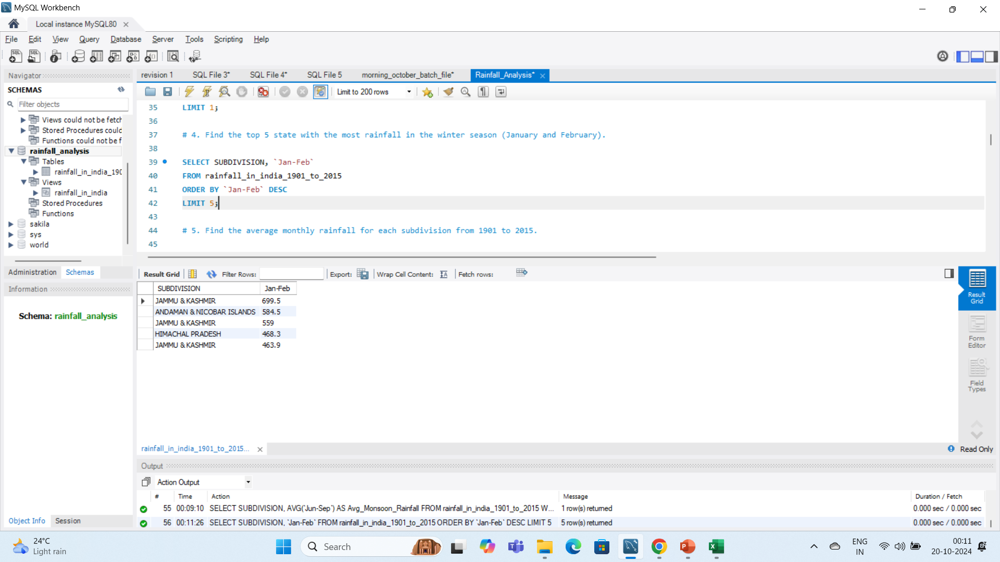 MySQL Workbench
Local instance MySQL80
File Edit View Query Database Server Tools Scripting Help
Navigator
SCHEMAS
Filter objects
Views could not be fetch
Stored Procedures could
Functions could not be f
rainfall_analysis
Tables
rainfall_in_india_190
Views
rainfall_in_india
Stored Procedures
Functions
sakila
sys
world
Administration Schemas
Information
Schema: rainfall_analysis
Object Info Session
revision 1 SQL File 3* SQL File 4* SQL File 5 morning_october_batch_file* Rainfall_Analysis*
Limit to 200 rows
35 LIMIT 1;
36
37 # 4. Find the top 5 state with the most rainfall in the winter season (January and February).
38
39 SELECT SUBDIVISION, `Jan-Feb`
40 FROM rainfall_in_india_1901_to_2015
41 ORDER BY `Jan-Feb` DESC
42 LIMIT 5;
43
44 # 5. Find the average monthly rainfall for each subdivision from 1901 to 2015.
45
Result Grid Filter Rows: Export: Wrap Cell Content: Fetch rows:
SUBDIVISION Jan-Feb
JAMMU & KASHMIR 699.5
ANDAMAN & NICOBAR ISLANDS 584.5
JAMMU & KASHMIR 559
HIMACHAL PRADESH 468.3
JAMMU & KASHMIR 463.9
Result
Grid
Form
Editor
Field
Types
rainfall_in_india_1901_to_2015...
Read Only
Output
Action Output
# Time Action Message Duration / Fetch
55 00:09:10 SELECT SUBDIVISION, AVG(`Jun-Sep`) AS Avg_Monsoon_Rainfall FROM rainfall_in_india_1901_to_2015 W... 1 row(s) returned 0.000 sec / 0.000 sec
56 00:11:26 SELECT SUBDIVISION, `Jan-Feb` FROM rainfall_in_india_1901_to_2015 ORDER BY `Jan-Feb` DESC LIMIT 5 5 row(s) returned 0.000 sec / 0.000 sec
24°C
Light rain
Search
ENG
IN
00:11
20-10-2024